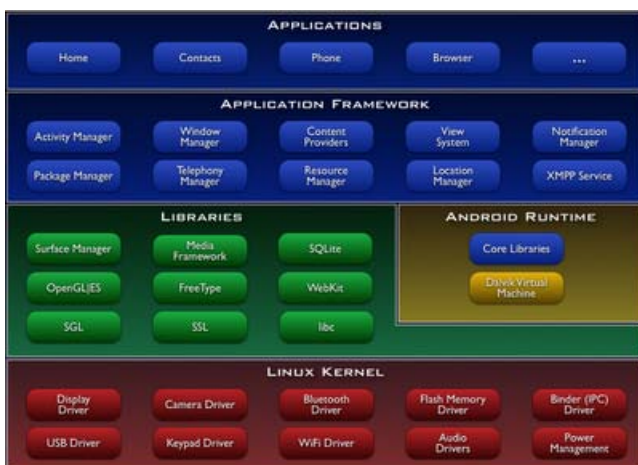 APPLICATIONS
Home
Contacts
Phone
Browser
...
APPLICATION FRAMEWORK
Activity Manager
Window
Manager
Content
Providers
View
System
Notification
Manager
Package Manager
Telephony
Manager
Resource
Manager
Location
Manager
XMPP Service
LIBRARIES
Surface Manager
Media
Framework
SQLite
OpenGL|ES
FreeType
WebKit
SGL
SSL
libc
ANDROID RUNTIME
Core Libraries
Dalvik Virtual
Machine
LINUX KERNEL
Display
Driver
Camera Driver
Bluetooth
Driver
Flash Memory
Driver
Binder (IPC)
Driver
USB Driver
Keypad Driver
WiFi Driver
Audio
Drivers
Power
Management